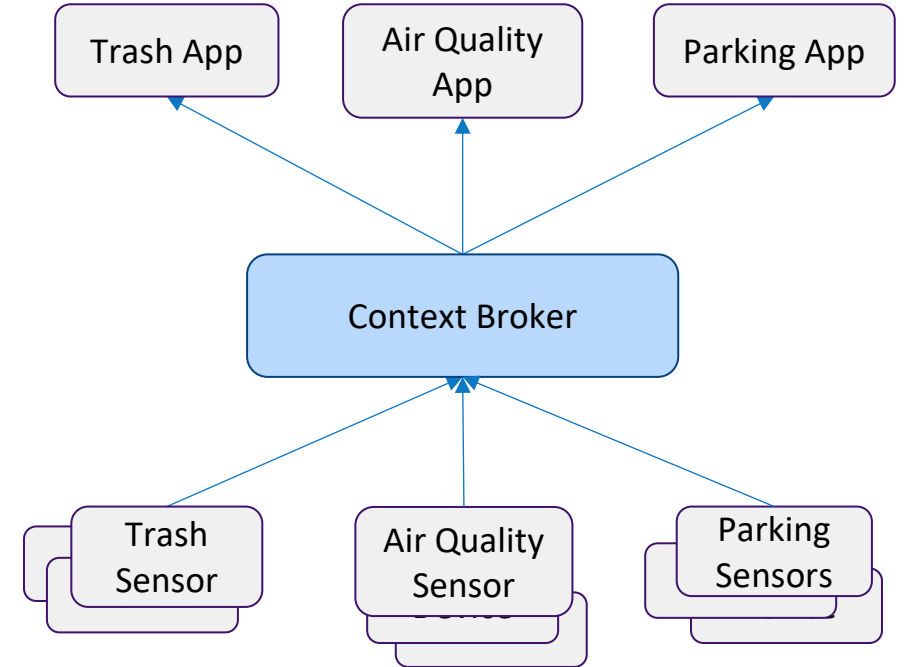 Trash App
Air Quality
App
Parking App
Context Broker
Trash
Sensor
Air Quality
Sensor
Parking
Sensors